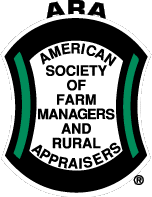 ARA
AMERICAN
SOCIETY
OF
FARM
MANAGERS
AND
RURAL
APPRAISERS
®